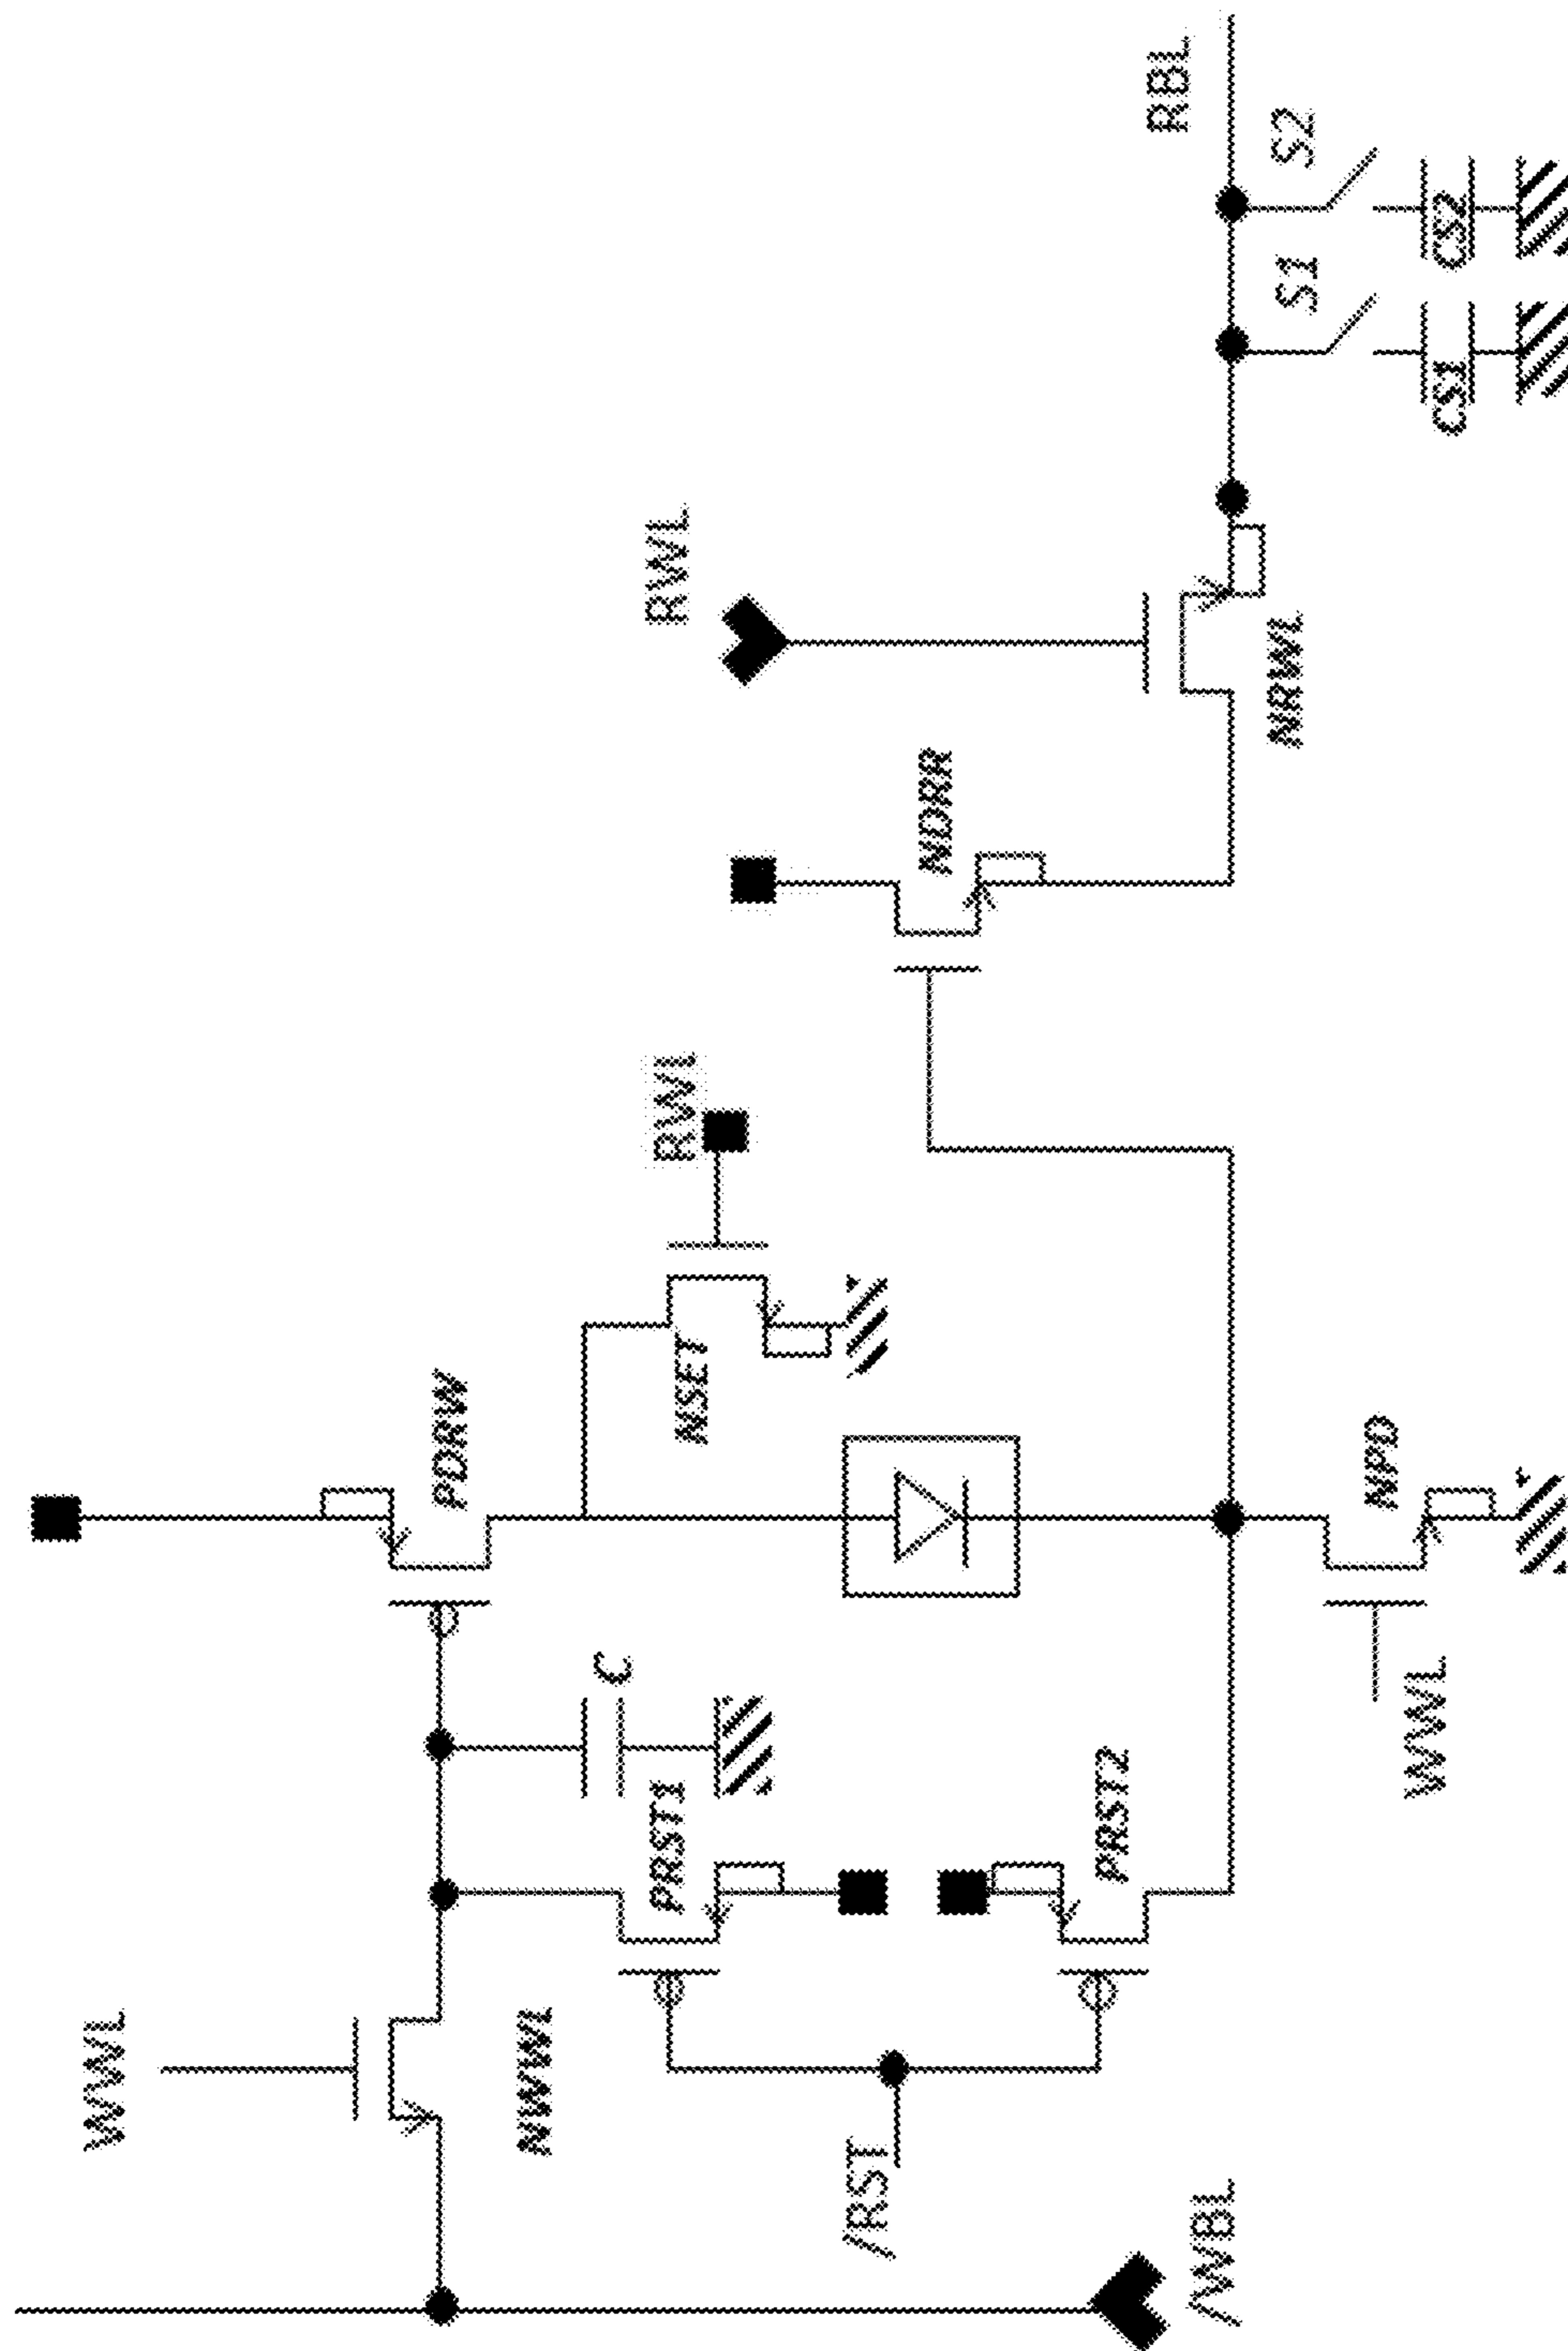 WWL
PDRW
NWWL
C
PRST1
NSET
RWL
RWL
/RST
NDRR
PRST2
RBL
/WBL
NRWL
S1
S2
NPD
WWL
CS1
CS2